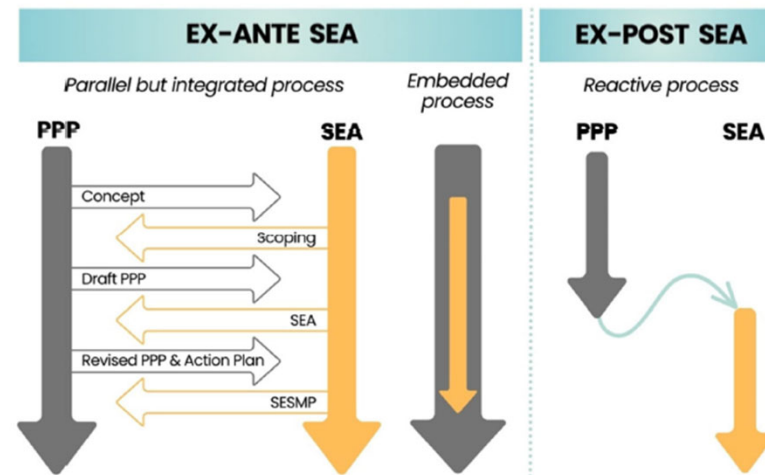 EX-ANTE SEA
EX-POST SEA
Parallel but integrated process
Embedded
process
Reactive process
PPP
SEA
PPP
SEA
Concept
Scoping
Draft PPP
SEA
Revised PPP & Action Plan
SESMP